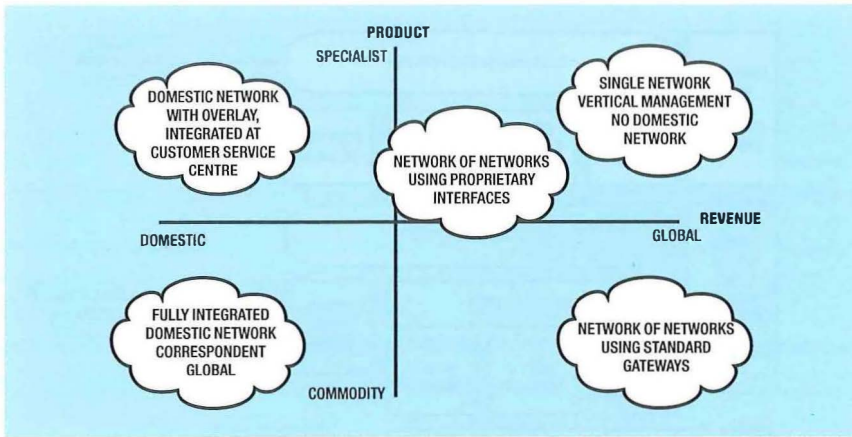 PRODUCT
SPECIALIST
DOMESTIC NETWORK
WITH OVERLAY,
INTEGRATED AT
CUSTOMER SERVICE
CENTRE
SINGLE NETWORK
VERTICAL MANAGEMENT
NO DOMESTIC
NETWORK
NETWORK OF NETWORKS
USING PROPRIETARY
INTERFACES
REVENUE
DOMESTIC
GLOBAL
FULLY INTEGRATED
DOMESTIC NETWORK
CORRESPONDENT
GLOBAL
NETWORK OF NETWORKS
USING STANDARD
GATEWAYS
COMMODITY